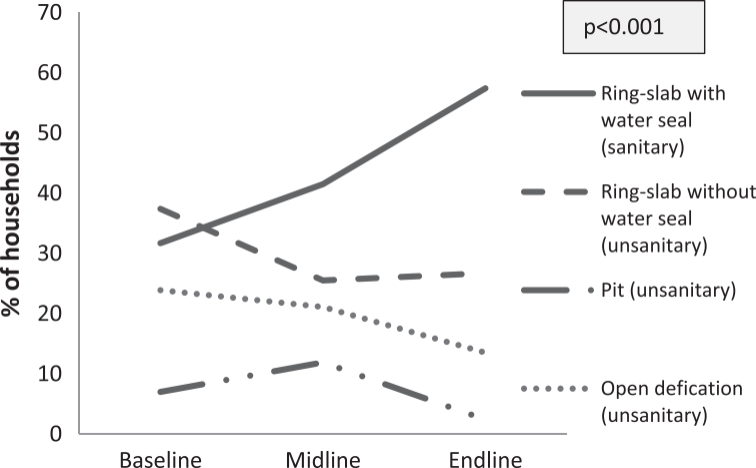 70
60
50
40
30
20
10
0
% of households
Baseline
Midline
Endline
p<0.001
Ring-slab with
water seal
(sanitary)
Ring-slab without
water seal
(unsanitary)
Pit (unsanitary)
Open defication
(unsanitary)